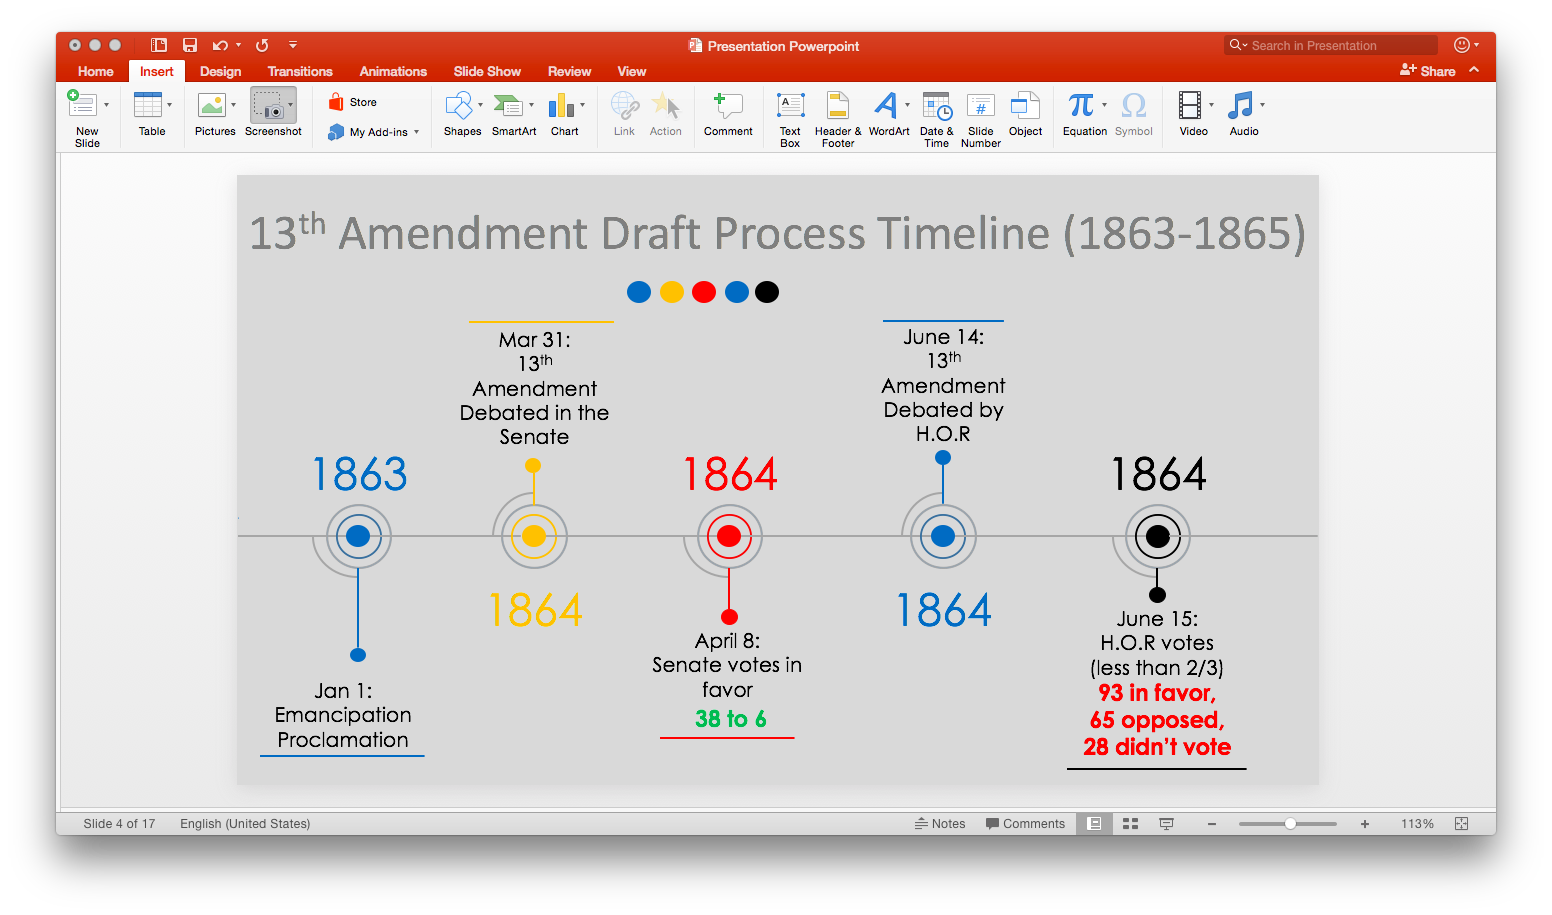 Presentation Powerpoint
Search in Presentation
Home Insert Design Transitions Animations Slide Show Review View
Share
New Slide
Table
Pictures
Screenshot
Store
My Add-ins
Shapes
SmartArt
Chart
Link
Action
Comment
Text Box
Header & Footer
WordArt
Date & Time
Slide Number
Object
Equation
Symbol
Video
Audio
13th Amendment Draft Process Timeline (1863-1865)
1863
Jan 1:
Emancipation
Proclamation
Mar 31:
13th
Amendment
Debated in the
Senate
1864
1864
April 8:
Senate votes in
favor
38 to 6
June 14:
13th
Amendment
Debated by
H.O.R
1864
1864
June 15:
H.O.R votes
(less than 2/3)
93 in favor,
65 opposed,
28 didn't vote
Slide 4 of 17
English (United States)
Notes
Comments
113%